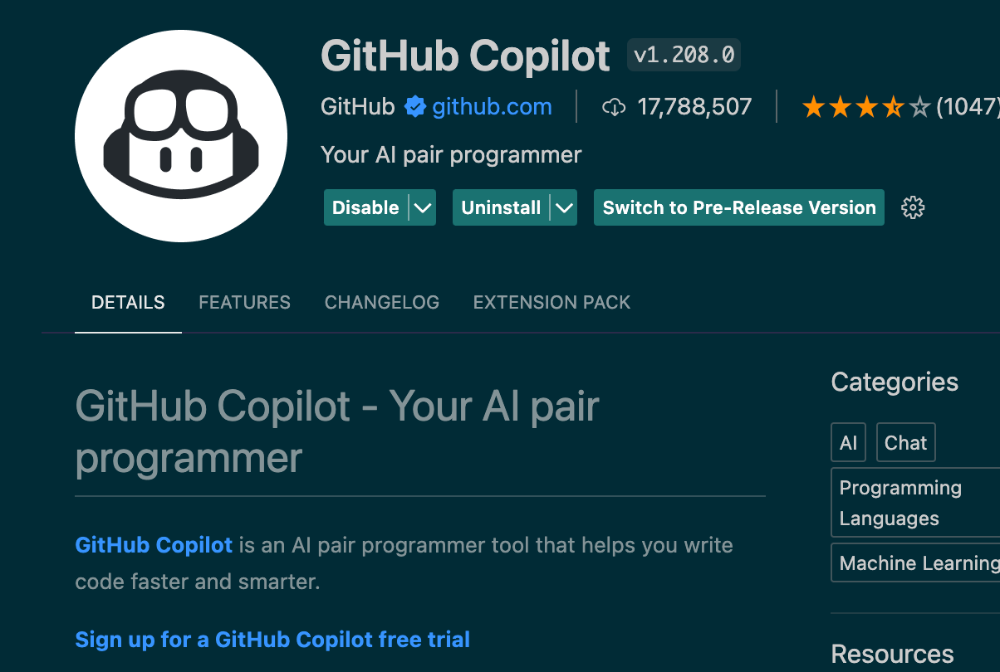 GitHub Copilot v1.208.0
GitHub github.com 17,788,507 (1047)
Your AI pair programmer
Disable Uninstall Switch to Pre-Release Version
DETAILS FEATURES CHANGELOG EXTENSION PACK
GitHub Copilot - Your AI pair
programmer
GitHub Copilot is an AI pair programmer tool that helps you write
code faster and smarter.
Sign up for a GitHub Copilot free trial
Categories
AI Chat
Programming
Languages
Machine Learning
Resources